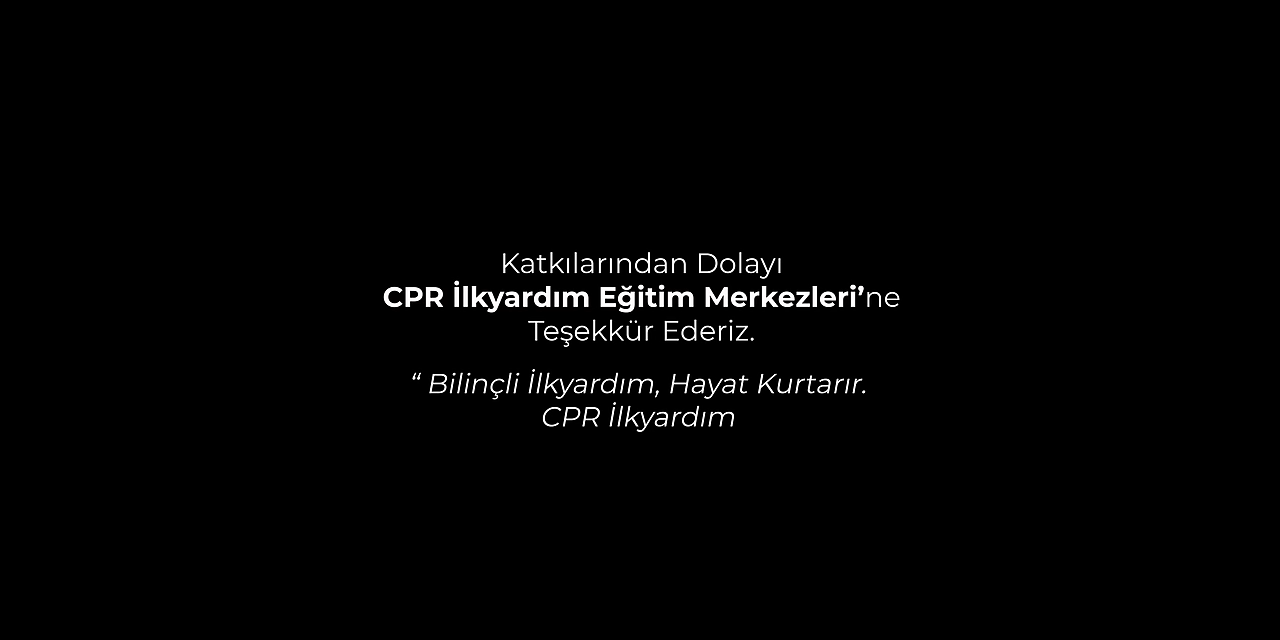 Katkılarından Dolayı
CPR İlkyardım Eğitim Merkezleri’ne
Teşekkür Ederiz.
“ Bilinçli İlkyardım, Hayat Kurtarır.
CPR İlkyardım